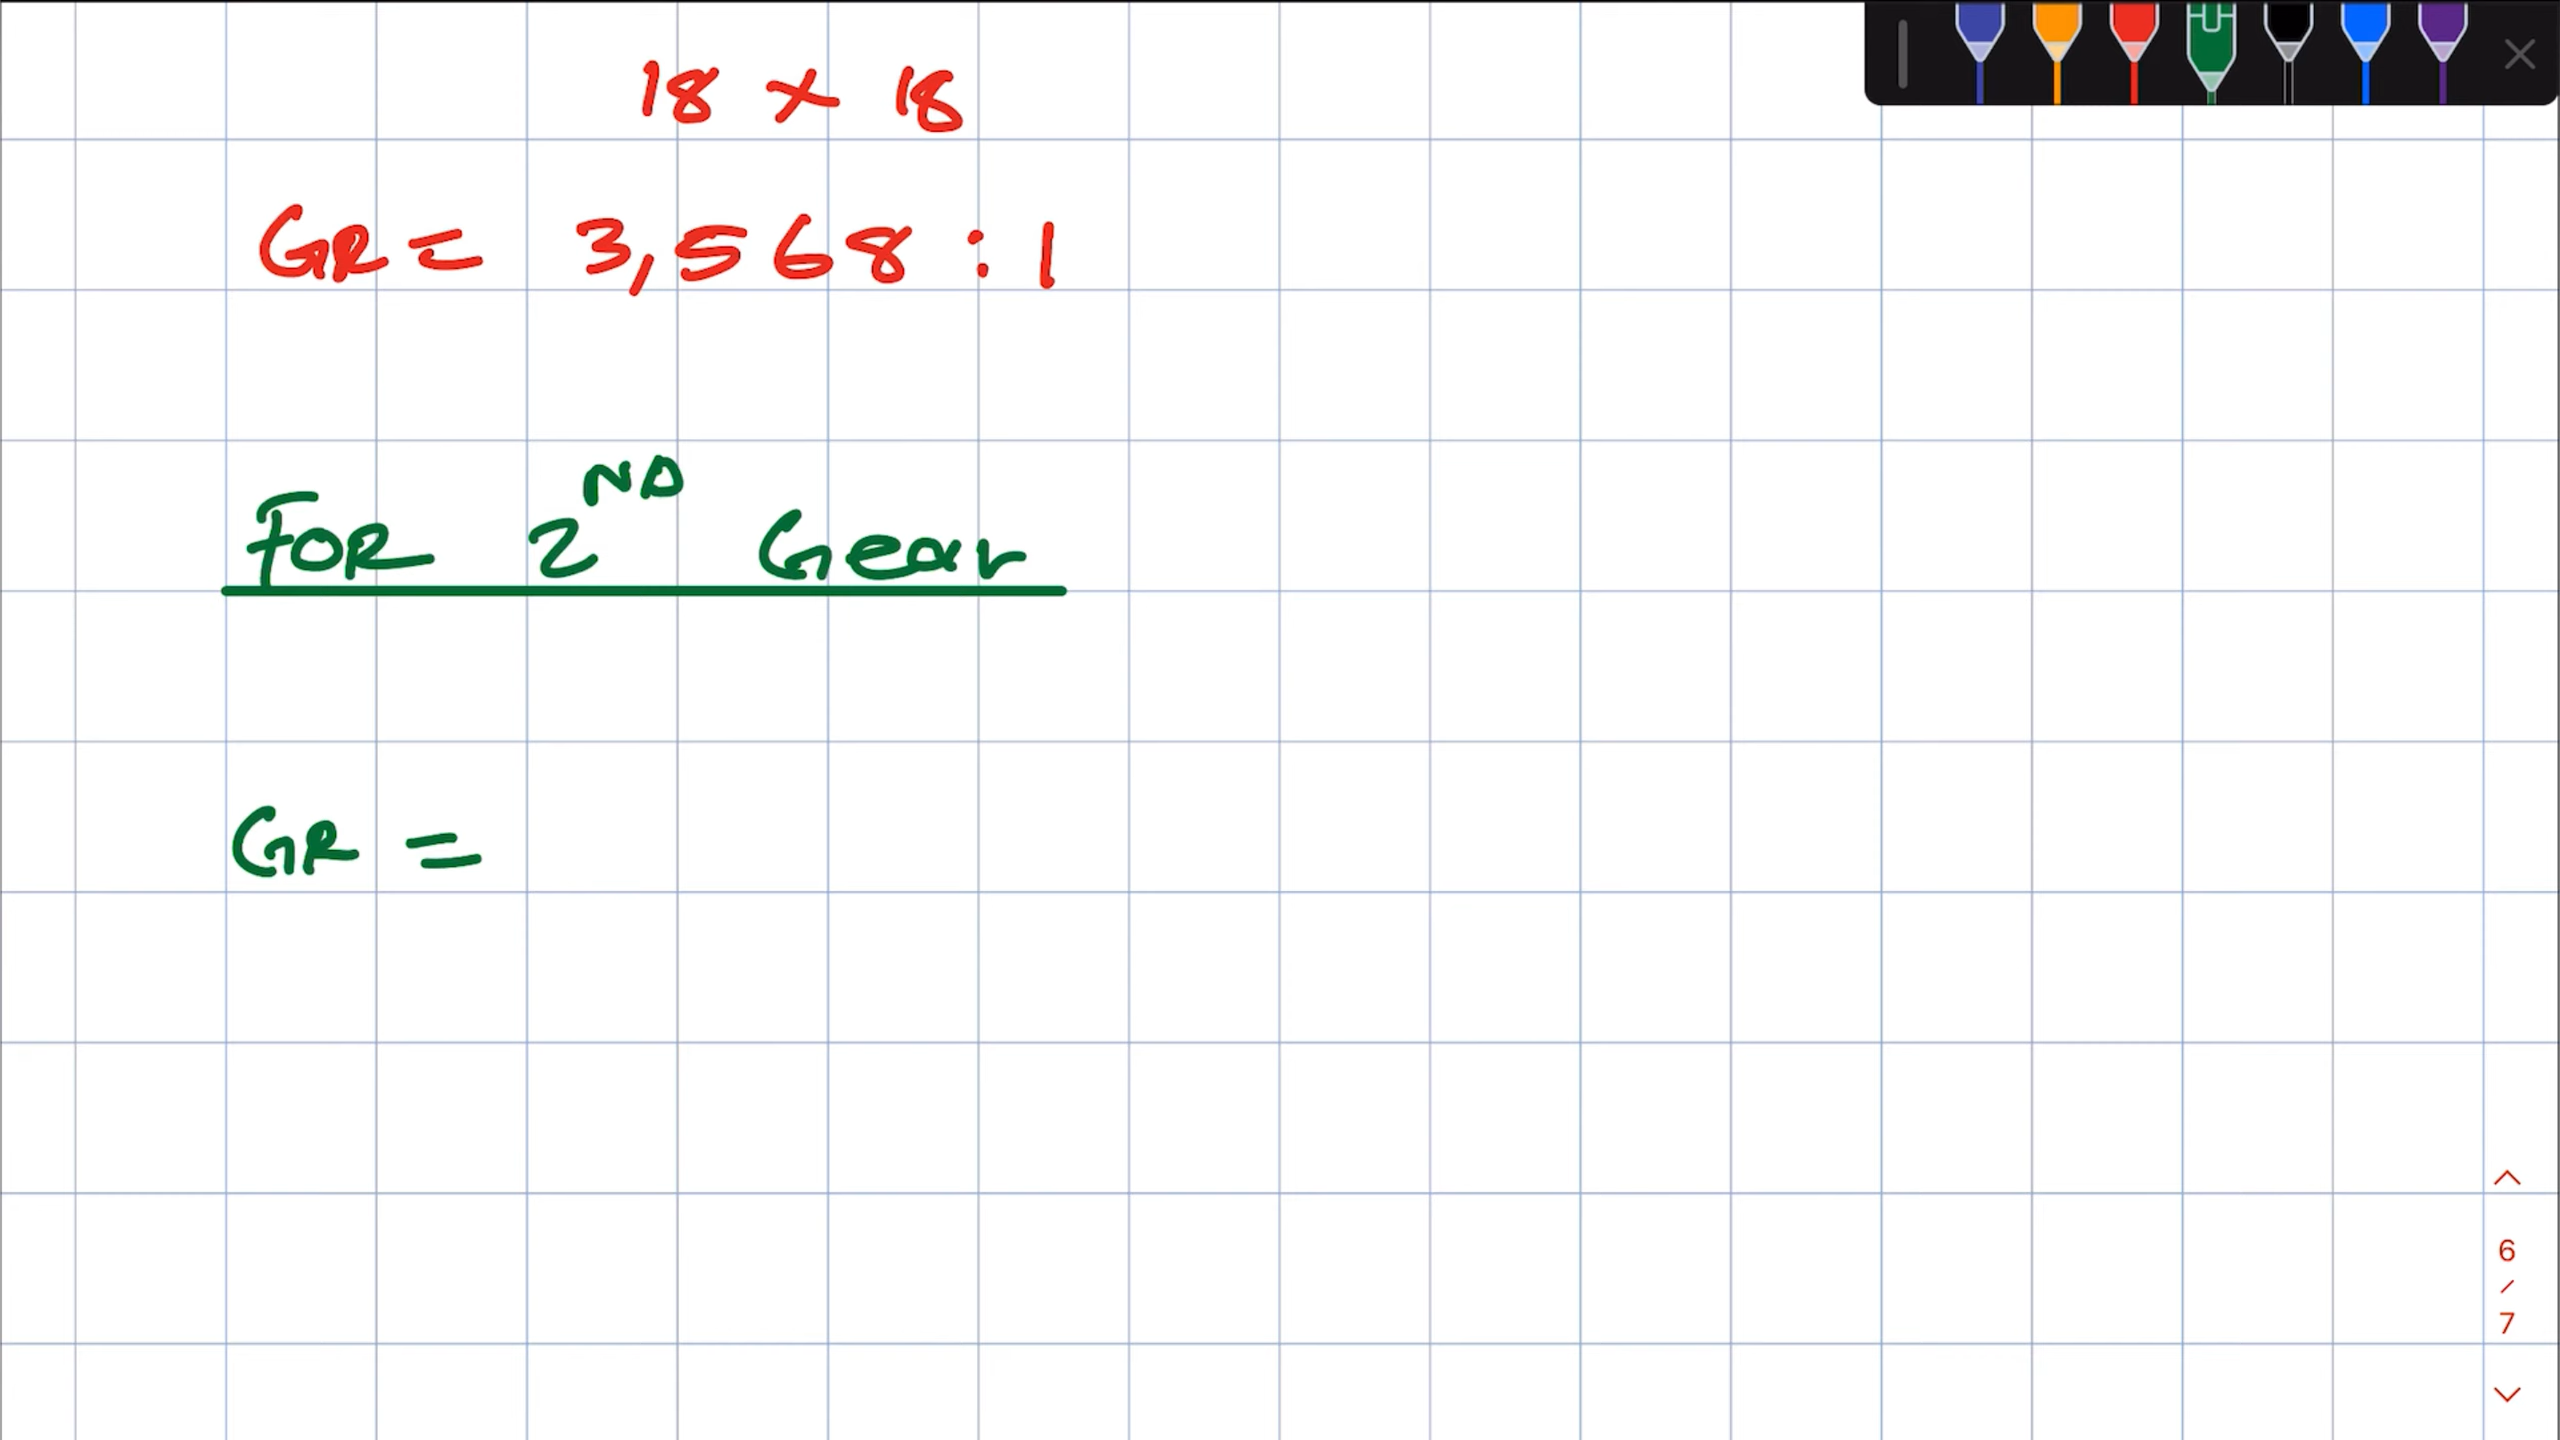 18 × 18
GR = 3,568 : 1
FOR 2ND Gear
GR =
6
/
7